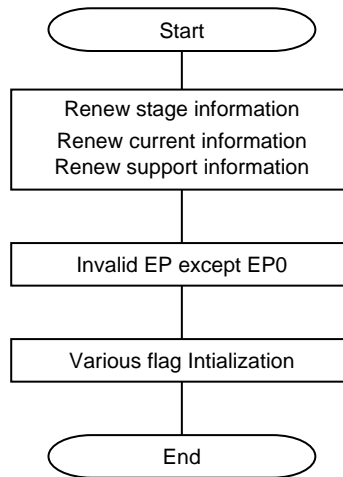 Start
Renew stage information
Renew current information
Renew support information
Invalid EP except EP0
Various flag Intialization
End